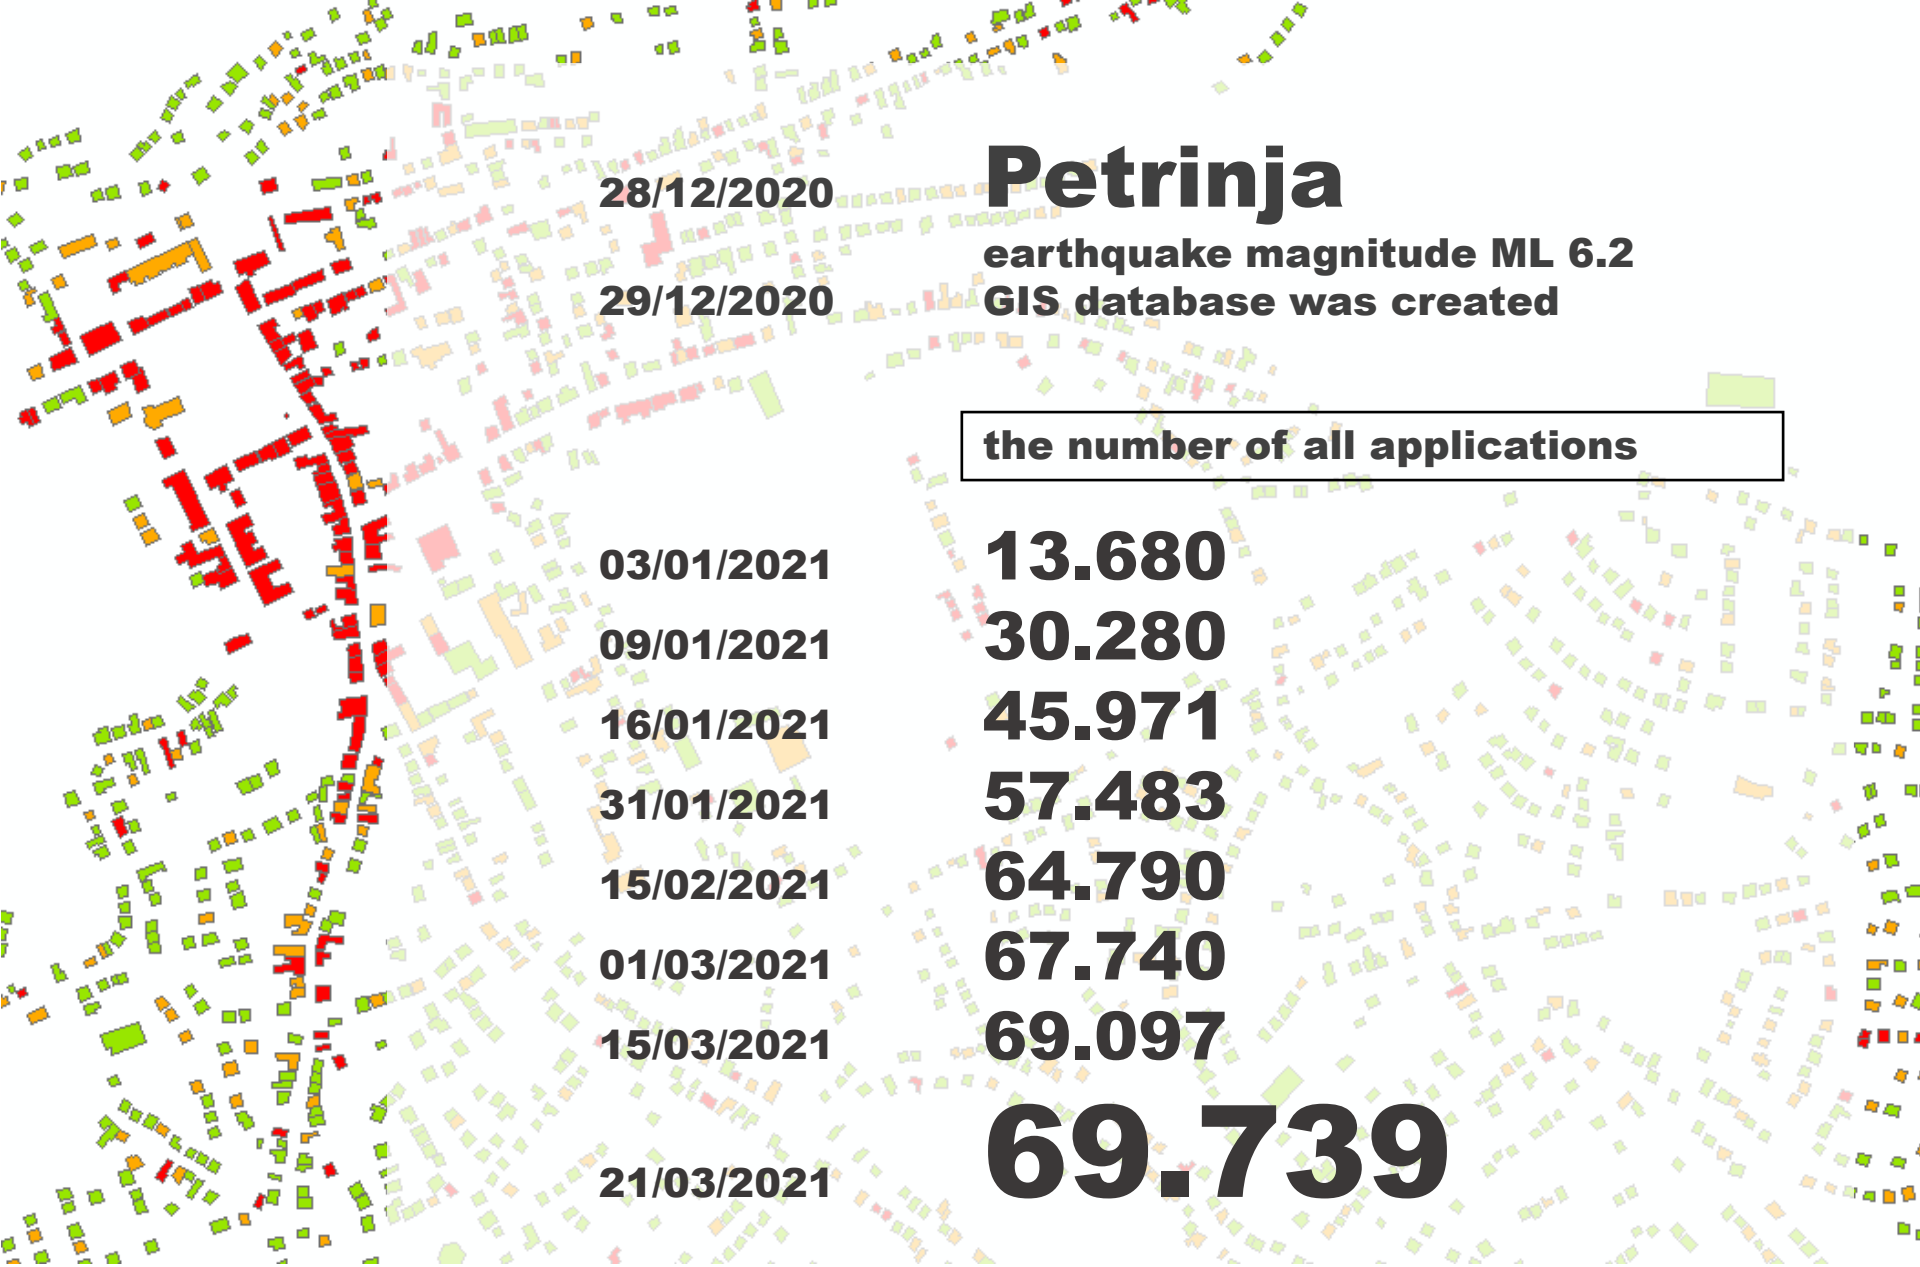 28/12/2020 Petrinja
earthquake magnitude ML 6.2
29/12/2020 GIS database was created
the number of all applications
03/01/2021 13.680
09/01/2021 30.280
16/01/2021 45.971
31/01/2021 57.483
15/02/2021 64.790
01/03/2021 67.740
15/03/2021 69.097
21/03/2021 69.739